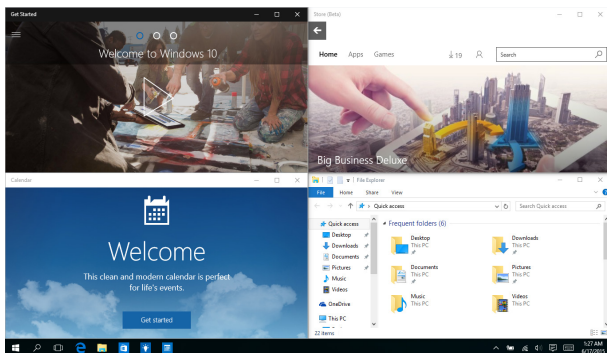 Get Started
Welcome to Windows 10
Store (Beta)
Home Apps Games 19 Search
Big Business Deluxe
Calendar
Welcome
This clean and modern calendar is perfect
for life's events.
Get started
File Explorer
File Home Share View
Quick access Search Quick access
Quick access
Desktop
Downloads
Documents
Pictures
Music
Videos
OneDrive
This PC
Frequent folders (6)
Desktop
This PC
Downloads
This PC
Documents
This PC
Pictures
This PC
Music
This PC
Videos
This PC
22 items
5:27 AM
6/17/2015